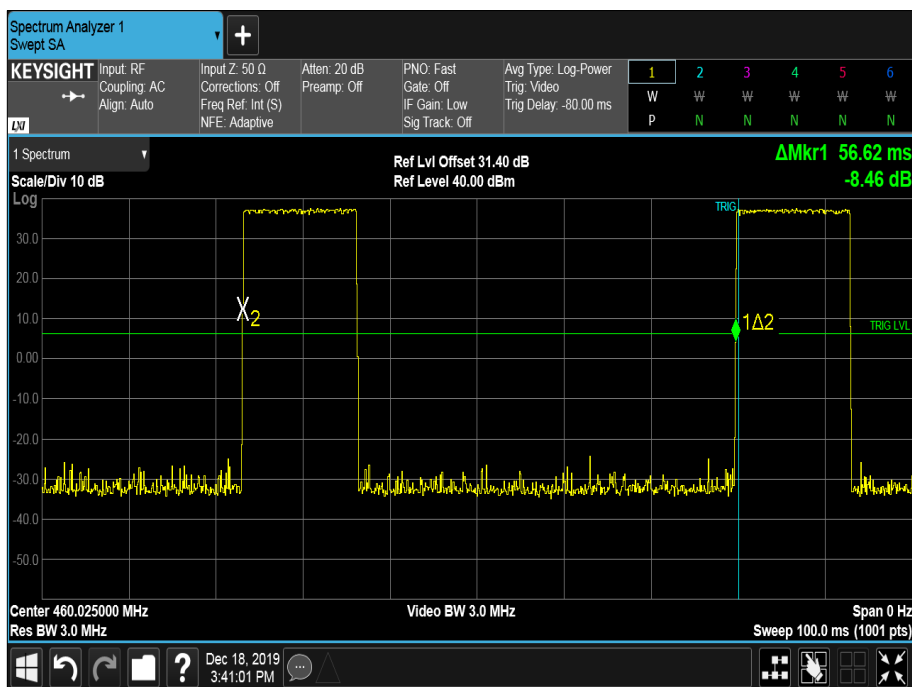 Spectrum Analyzer 1
Swept SA
+
KEYSIGHT
LXI
Input: RF
Coupling: AC
Align: Auto
Input Z: 50 Ω
Corrections: Off
Freq Ref: Int (S)
NFE: Adaptive
Atten: 20 dB
Preamp: Off
PNO: Fast
Gate: Off
IF Gain: Low
Sig Track: Off
Avg Type: Log-Power
Trig: Video
Trig Delay: -80.00 ms
1 2 3 4 5 6
W W W W W W
P N N N N N
1 Spectrum
Scale/Div 10 dB
Ref Lvl Offset 31.40 dB
Ref Level 40.00 dBm
ΔMkr1 56.62 ms
-8.46 dB
Log
TRIG
30.0
20.0
10.0
X2
1Δ2
TRIG LVL
0.00
-10.0
-20.0
-30.0
-40.0
-50.0
Center 460.025000 MHz
Res BW 3.0 MHz
Video BW 3.0 MHz
Span 0 Hz
Sweep 100.0 ms (1001 pts)
?
Dec 18, 2019
3:41:01 PM